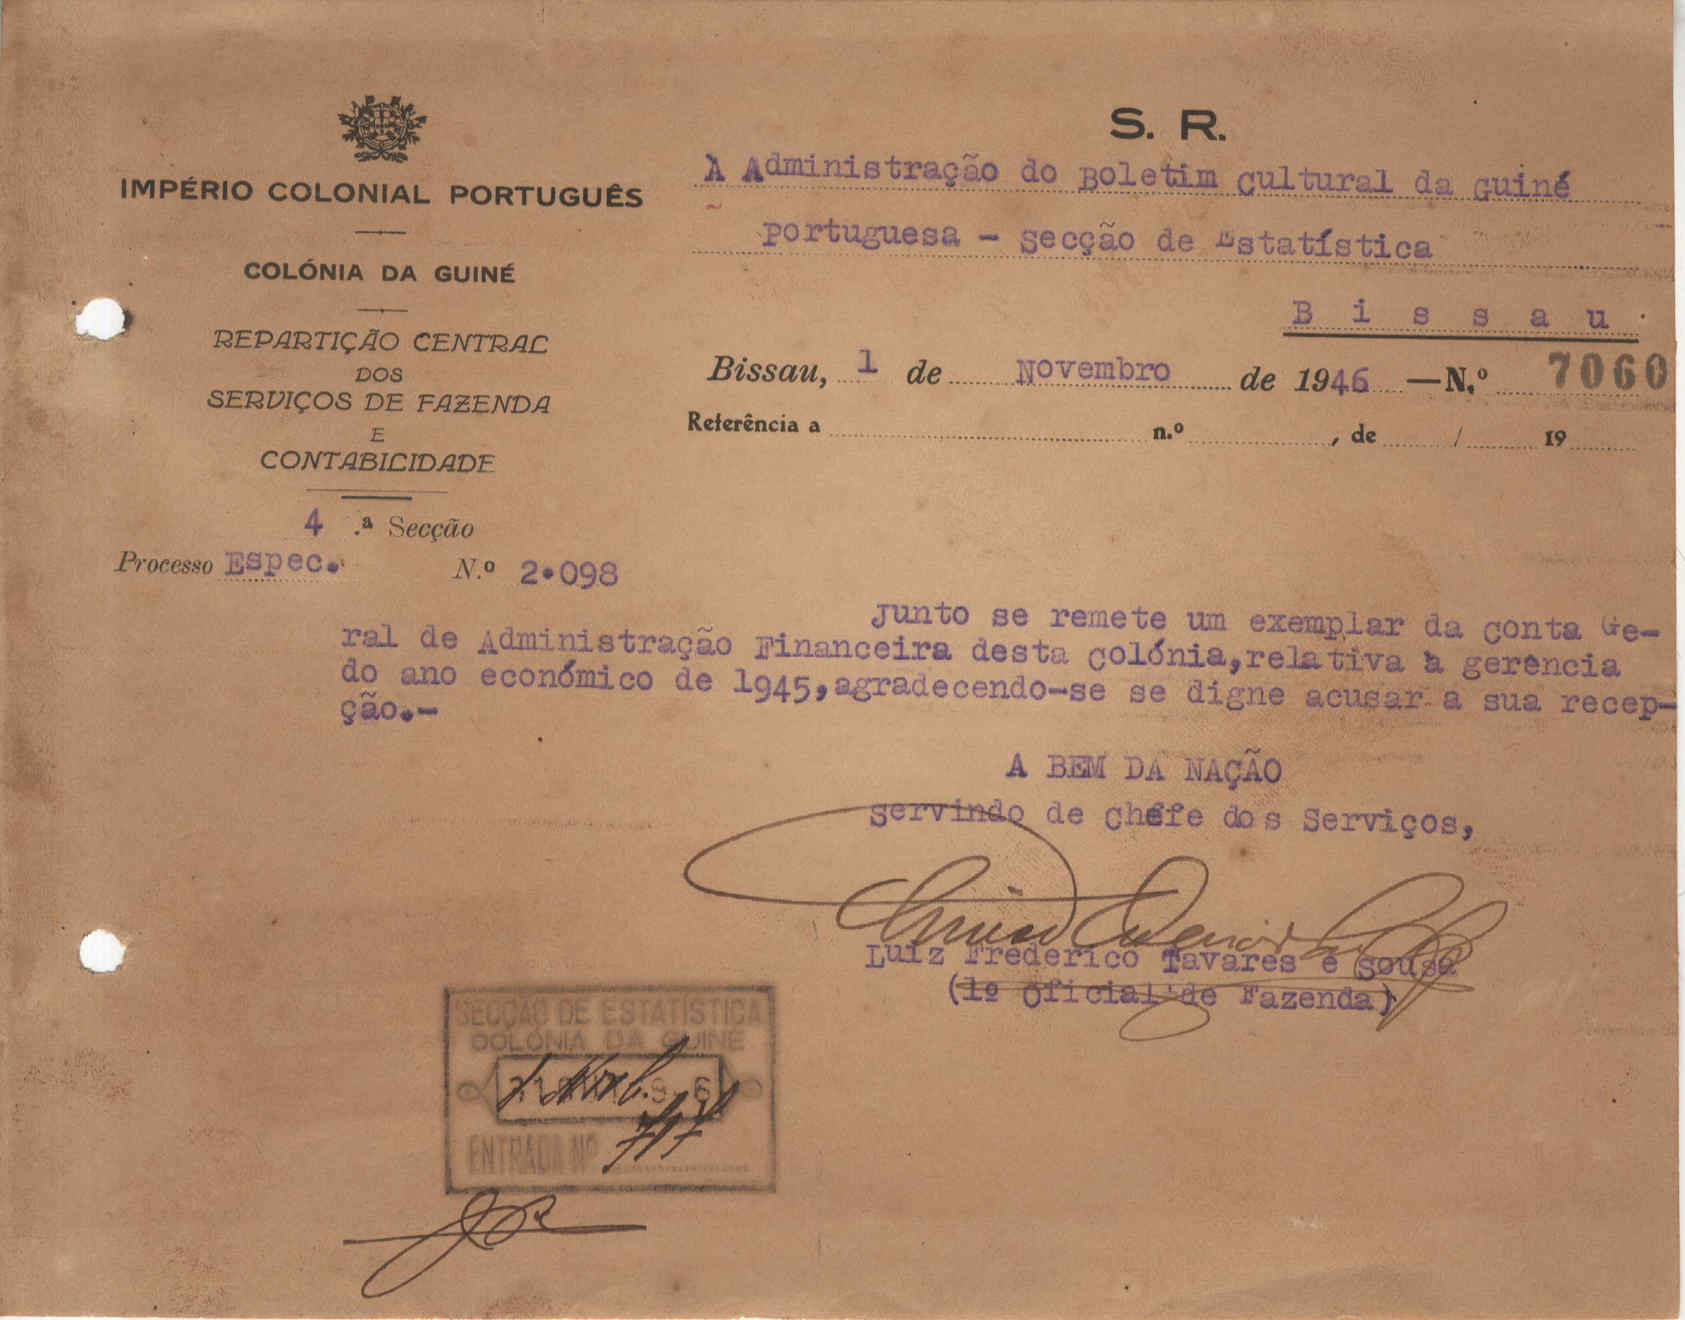 IMPÉRIO COLONIAL PORTUGUÊS
COLÓNIA DA GUINÉ
REPARTIÇÃO CENTRAL
DOS
SERVIÇOS DE FAZENDA
E
CONTABILIDADE
4 .ª Secção
Processo Espec. N.º 2.098
S. R.
À Administração do Boletim Cultural da Guiné
Portuguesa - Secção de Estatística
B i s s a u
Bissau, 1 de Novembro de 1946 —N.º 7060
Referência a n.º , de / 19
Junto se remete um exemplar da Conta Ge-
ral de Administração Financeira desta Colónia, relativa à gerência
do ano económico de 1945, agradecendo-se se digne acusar a sua recep-
ção.-
A BEM DA NAÇÃO
Servindo de Chefe dos Serviços,
Luiz Frederico Tavares e Sousa
(1º Oficial de Fazenda)
SECÇÃO DE ESTATÍSTICA
COLÓNIA DA GUINÉ
ENTRADA Nº 717